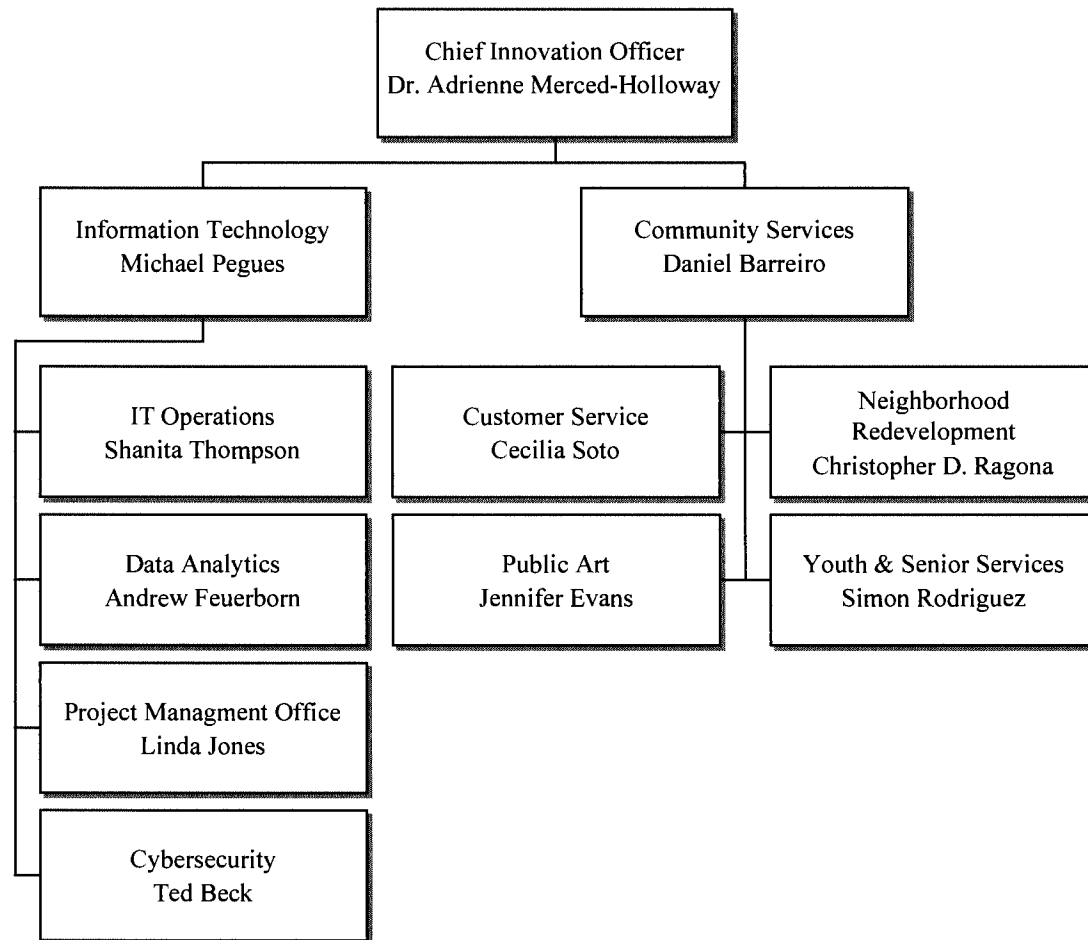 Chief Innovation Officer
Dr. Adrienne Merced-Holloway
Information Technology
Michael Pegues
Community Services
Daniel Barreiro
IT Operations
Shanita Thompson
Customer Service
Cecilia Soto
Neighborhood
Redevelopment
Christopher D. Ragona
Data Analytics
Andrew Feuerborn
Public Art
Jennifer Evans
Youth & Senior Services
Simon Rodriguez
Project Managment Office
Linda Jones
Cybersecurity
Ted Beck